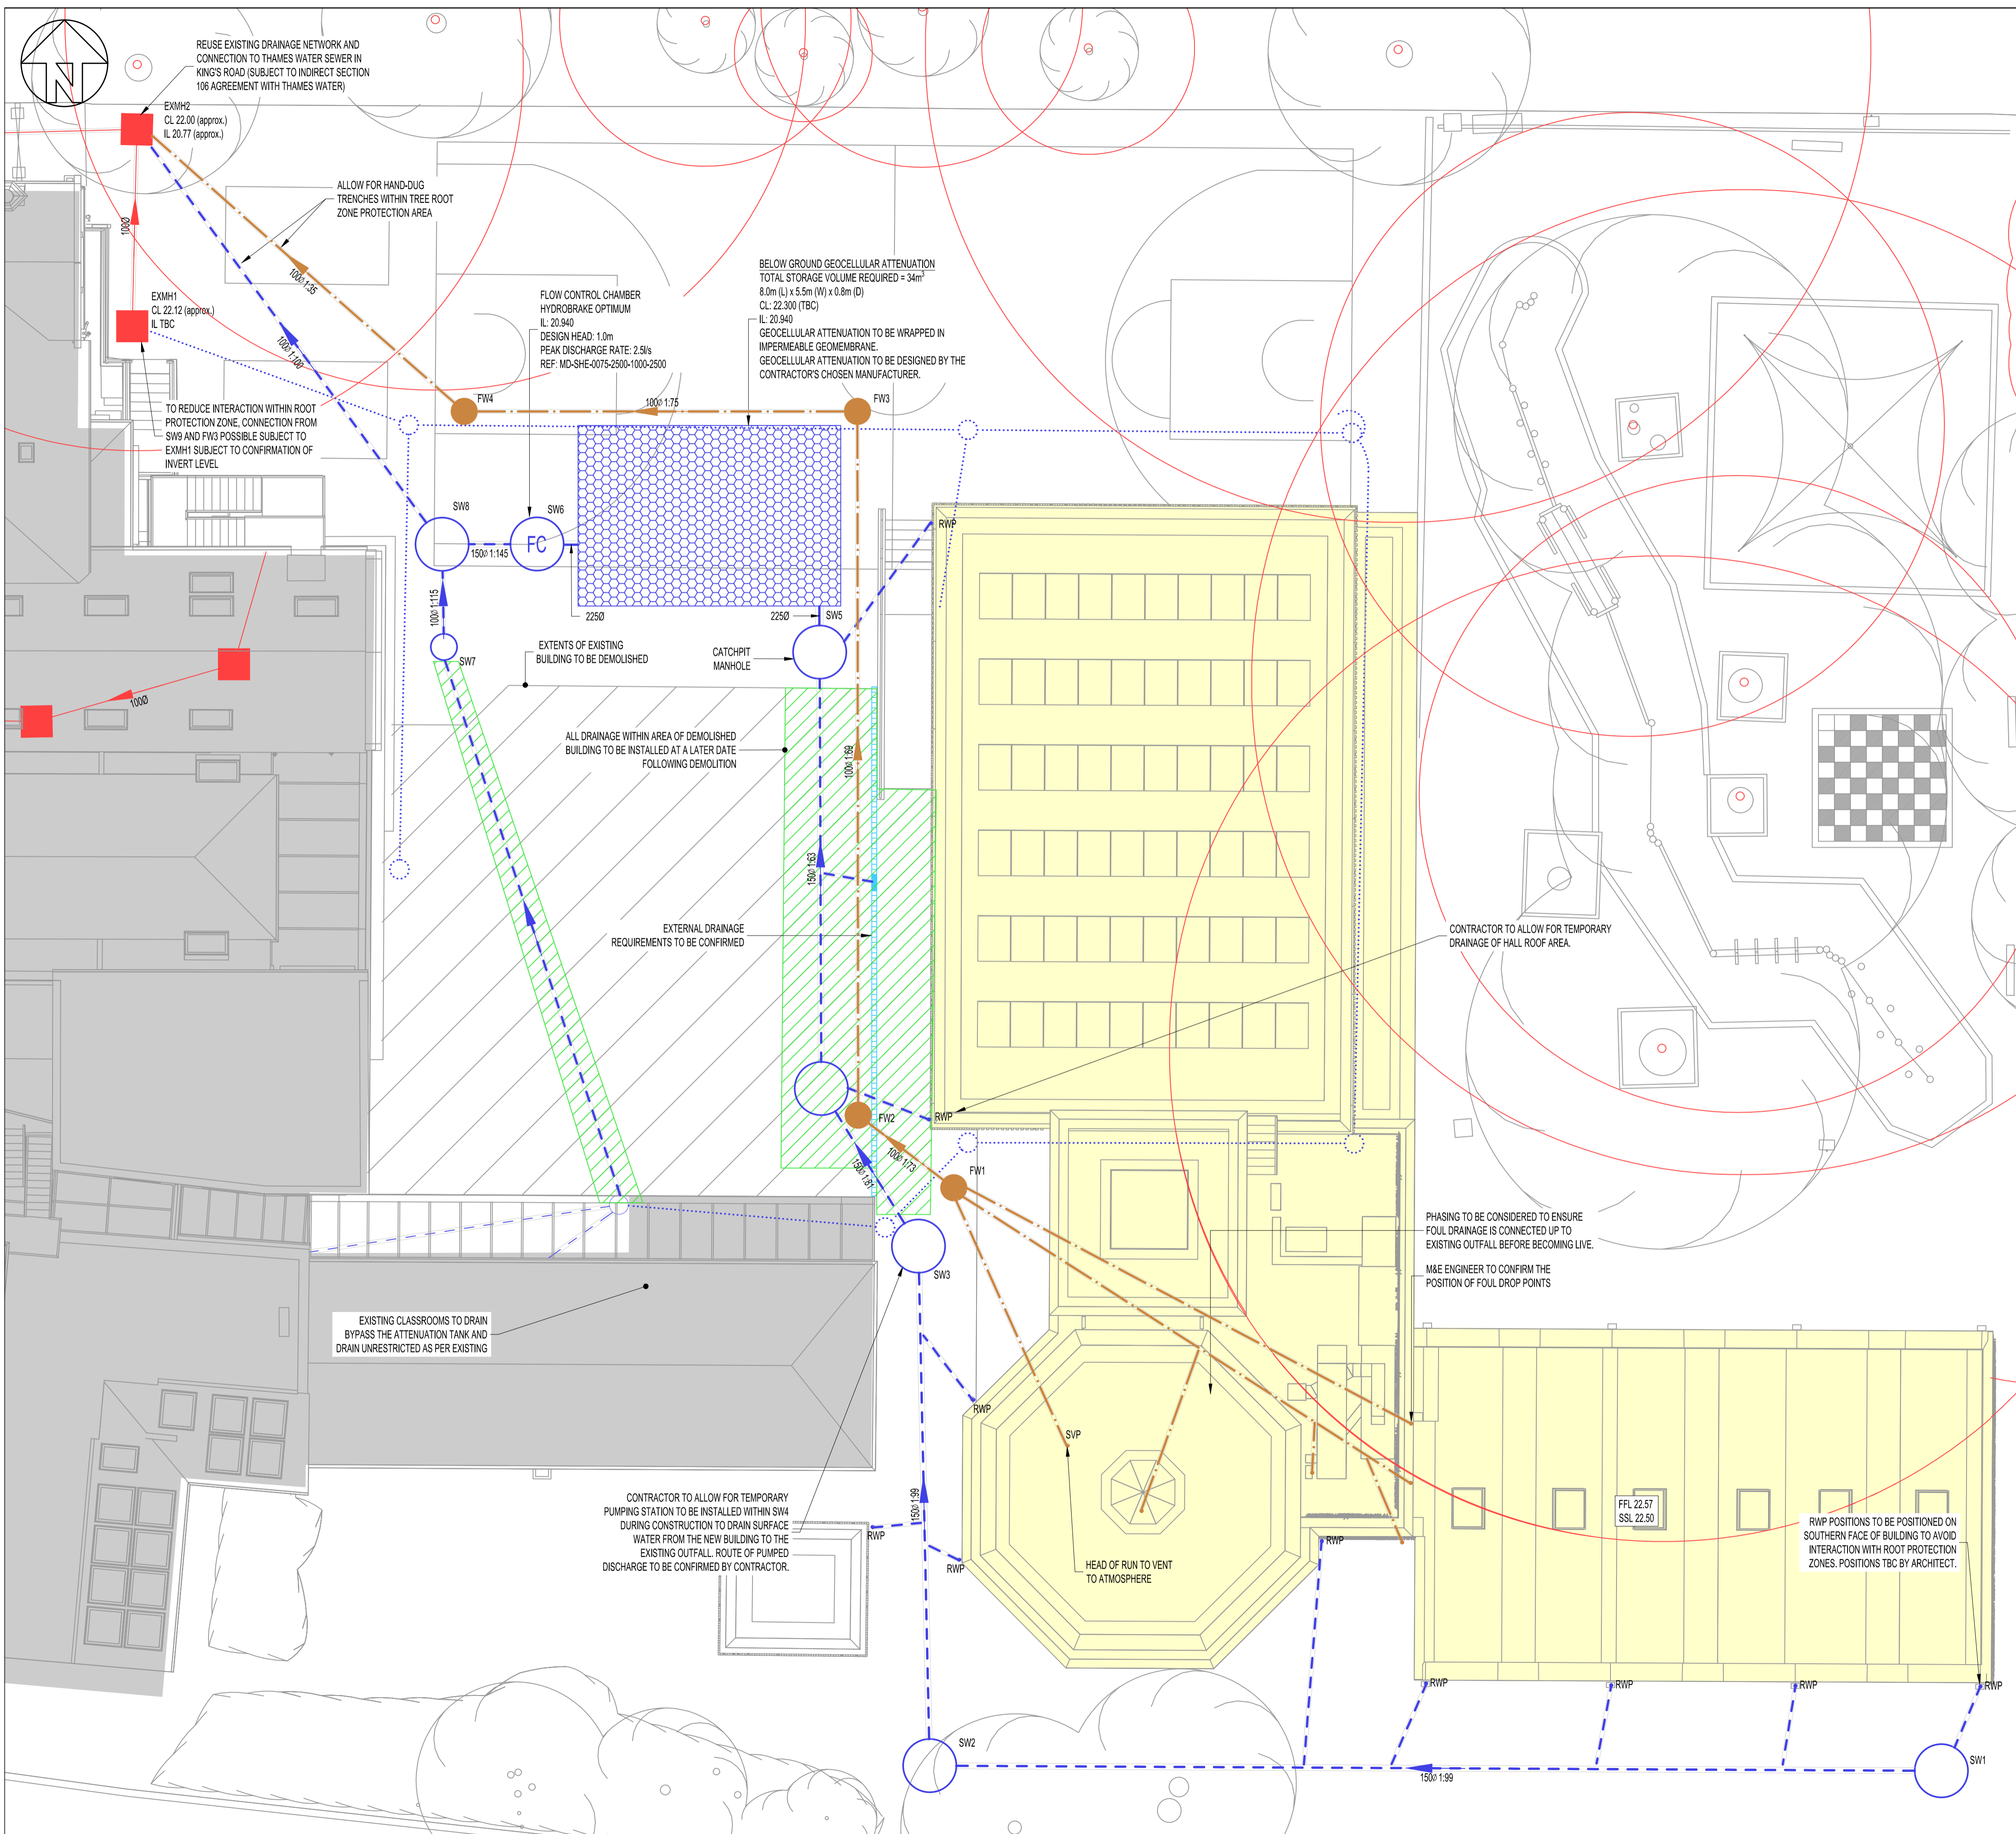 N
REUSE EXISTING DRAINAGE NETWORK AND
CONNECTION TO THAMES WATER SEWER IN
KING'S ROAD (SUBJECT TO INDIRECT SECTION
106 AGREEMENT WITH THAMES WATER)
EXMH2
CL 22.00 (approx.)
IL 20.77 (approx.)
ALLOW FOR HAND-DUG
TRENCHES WITHIN TREE ROOT
ZONE PROTECTION AREA
100Ø
100∅ 1:35
100∅ 1:100
EXMH1
CL 22.12 (approx.)
IL TBC
FLOW CONTROL CHAMBER
HYDROBRAKE OPTIMUM
IL: 20.940
DESIGN HEAD: 1.0m
PEAK DISCHARGE RATE: 2.5l/s
REF: MD-SHE-0075-2500-1000-2500
BELOW GROUND GEOCELLULAR ATTENUATION
TOTAL STORAGE VOLUME REQUIRED = 34m³
8.0m (L) x 5.5m (W) x 0.8m (D)
CL: 22.300 (TBC)
IL: 20.940
GEOCELLULAR ATTENUATION TO BE WRAPPED IN
IMPERMEABLE GEOMEMBRANE.
GEOCELLULAR ATTENUATION TO BE DESIGNED BY THE
CONTRACTOR'S CHOSEN MANUFACTURER.
TO REDUCE INTERACTION WITHIN ROOT
PROTECTION ZONE, CONNECTION FROM
SW9 AND FW3 POSSIBLE SUBJECT TO
EXMH1 SUBJECT TO CONFIRMATION OF
INVERT LEVEL
FW4
100∅ 1:75
FW3
SW8
SW6
FC
150∅ 1:145
RWP
100∅ 1:115
225Ø
225Ø
SW5
SW7
EXTENTS OF EXISTING
BUILDING TO BE DEMOLISHED
CATCHPIT
MANHOLE
100Ø
ALL DRAINAGE WITHIN AREA OF DEMOLISHED
BUILDING TO BE INSTALLED AT A LATER DATE
FOLLOWING DEMOLITION
100∅ 1:69
150∅ 1:63
EXTERNAL DRAINAGE
REQUIREMENTS TO BE CONFIRMED
CONTRACTOR TO ALLOW FOR TEMPORARY
DRAINAGE OF HALL ROOF AREA.
FW2
RWP
100∅ 1:73
150∅ 1:81
FW1
SW3
PHASING TO BE CONSIDERED TO ENSURE
FOUL DRAINAGE IS CONNECTED UP TO
EXISTING OUTFALL BEFORE BECOMING LIVE.
M&E ENGINEER TO CONFIRM THE
POSITION OF FOUL DROP POINTS
EXISTING CLASSROOMS TO DRAIN
BYPASS THE ATTENUATION TANK AND
DRAIN UNRESTRICTED AS PER EXISTING
RWP
SVP
150∅ 1:99
CONTRACTOR TO ALLOW FOR TEMPORARY
PUMPING STATION TO BE INSTALLED WITHIN SW4
DURING CONSTRUCTION TO DRAIN SURFACE
WATER FROM THE NEW BUILDING TO THE
EXISTING OUTFALL. ROUTE OF PUMPED
DISCHARGE TO BE CONFIRMED BY CONTRACTOR.
RWP
RWP
HEAD OF RUN TO VENT
TO ATMOSPHERE
RWP
FFL 22.57
SSL 22.50
RWP POSITIONS TO BE POSITIONED ON
SOUTHERN FACE OF BUILDING TO AVOID
INTERACTION WITH ROOT PROTECTION
ZONES. POSITIONS TBC BY ARCHITECT.
RWP
RWP
RWP
RWP
SW2
150∅ 1:99
SW1